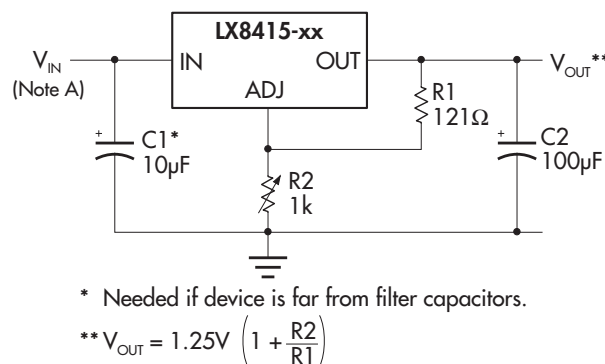 LX8415-xx
V_IN
(Note A)
IN
OUT
ADJ
V_OUT**
R1
121Ω
+
C1*
10µF
R2
1k
+
C2
100µF
* Needed if device is far from filter capacitors.
** V_OUT = 1.25V (1 + R2/R1)